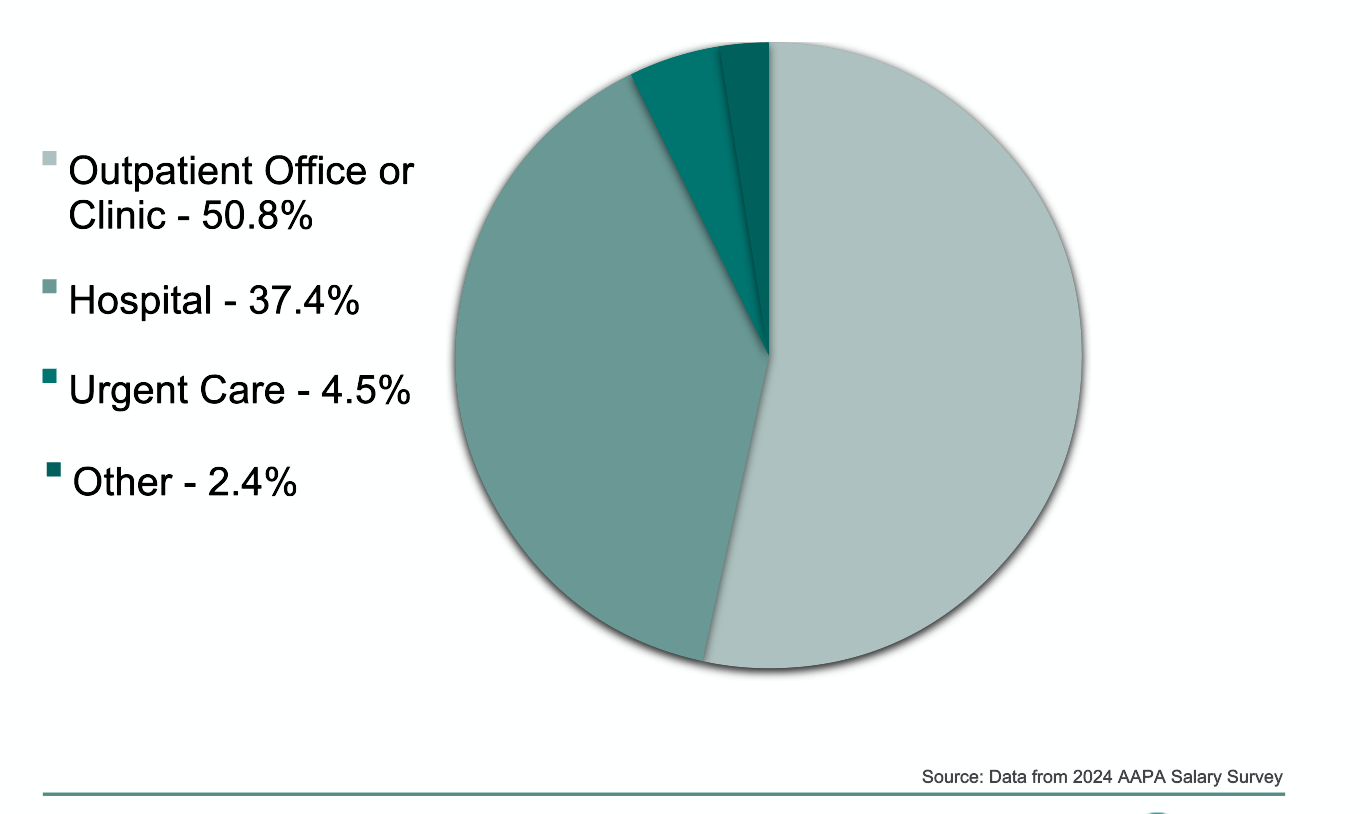 Outpatient Office or
Clinic - 50.8%
Hospital - 37.4%
Urgent Care - 4.5%
Other - 2.4%
Source: Data from 2024 AAPA Salary Survey